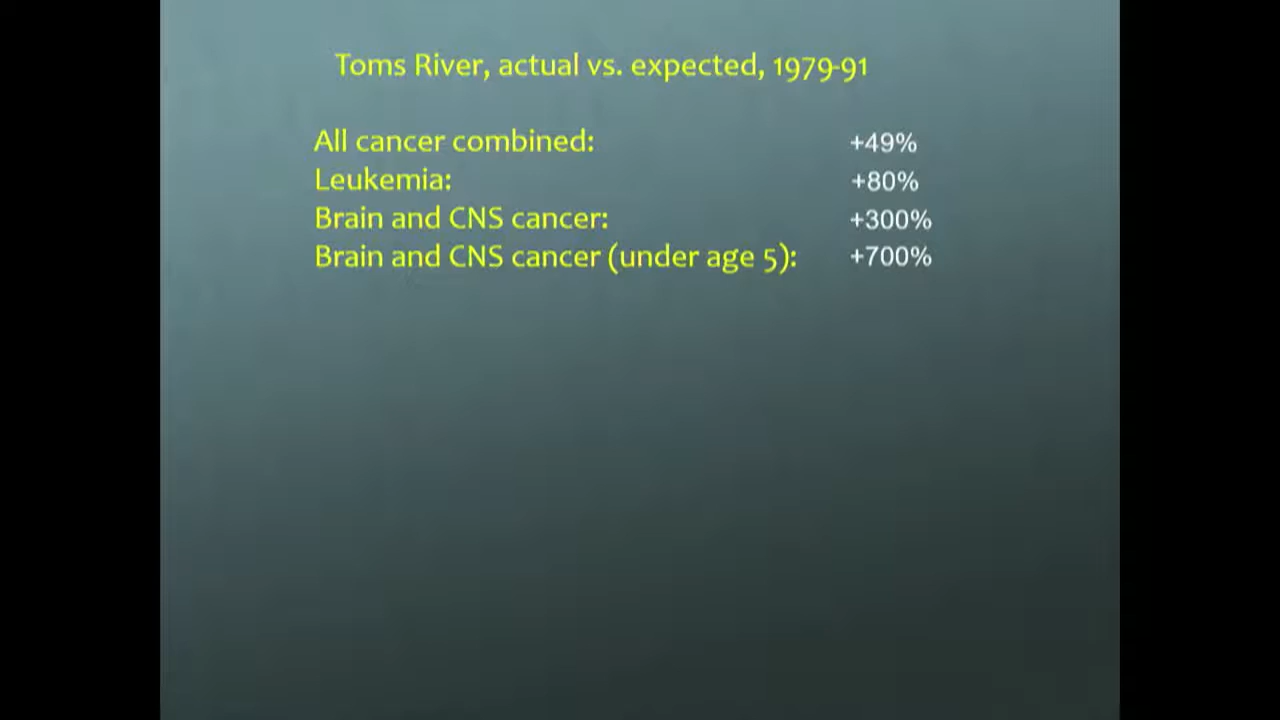 Toms River, actual vs. expected, 1979-91
All cancer combined: +49%
Leukemia: +80%
Brain and CNS cancer: +300%
Brain and CNS cancer (under age 5): +700%